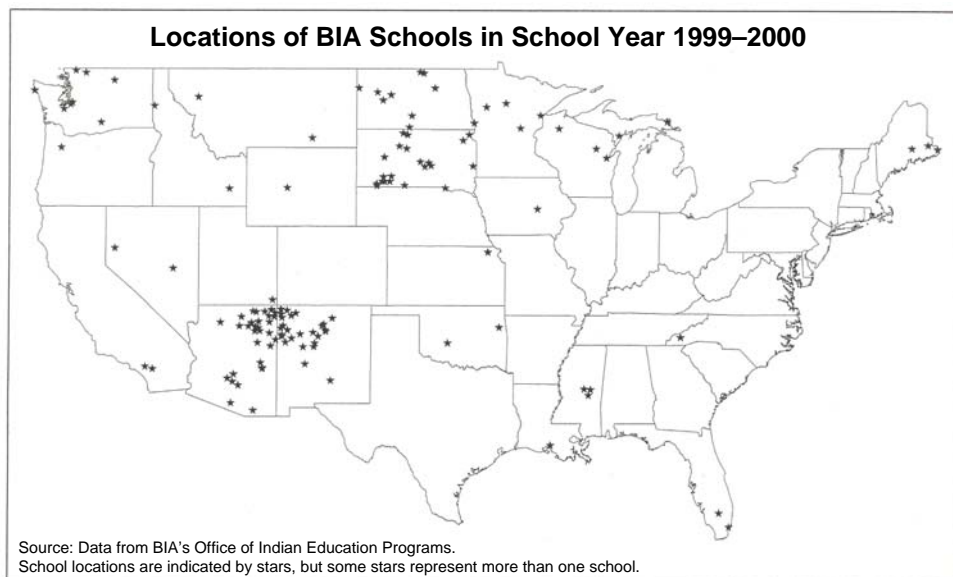 Locations of BIA Schools in School Year 1999–2000
Source: Data from BIA's Office of Indian Education Programs.
School locations are indicated by stars, but some stars represent more than one school.